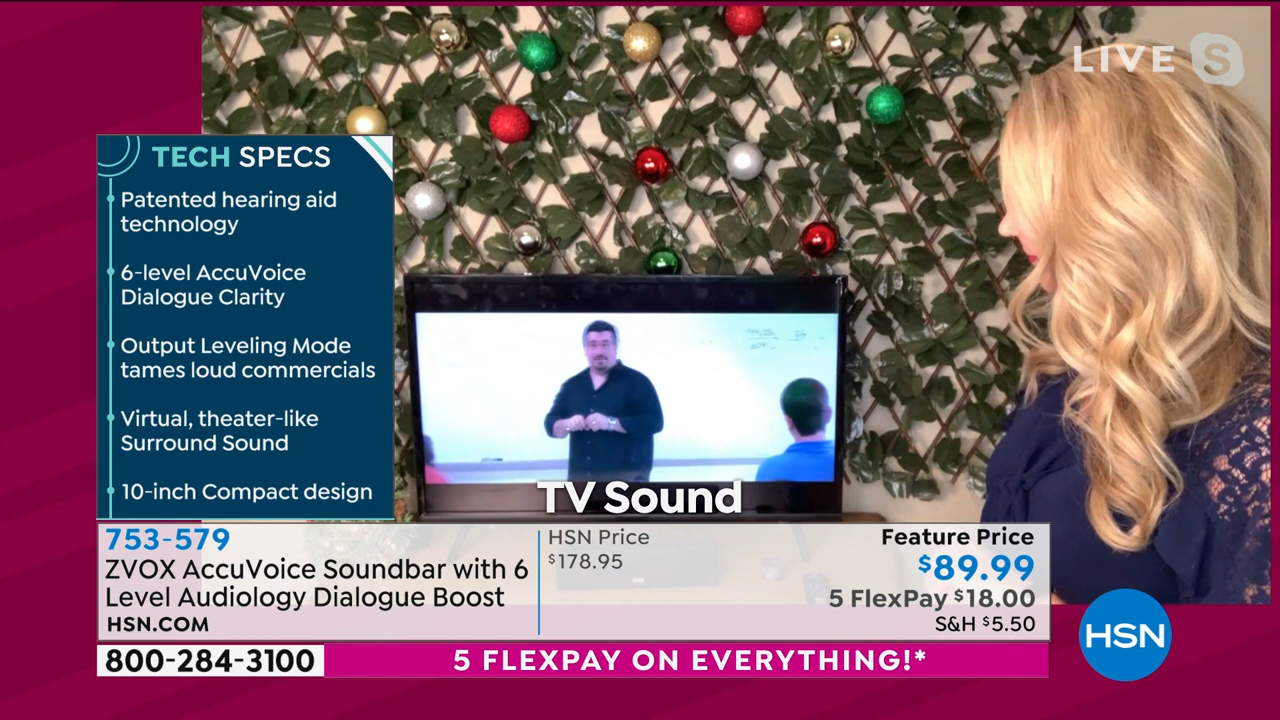 LIVE S
TECH SPECS
Patented hearing aid
technology
6-level AccuVoice
Dialogue Clarity
Output Leveling Mode
tames loud commercials
Virtual, theater-like
Surround Sound
10-inch Compact design
TV Sound
753-579
ZVOX AccuVoice Soundbar with 6
Level Audiology Dialogue Boost
HSN.COM
HSN Price
$178.95
Feature Price
$89.99
5 FlexPay $18.00
S&H $5.50
HSN
800-284-3100
5 FLEXPAY ON EVERYTHING!*